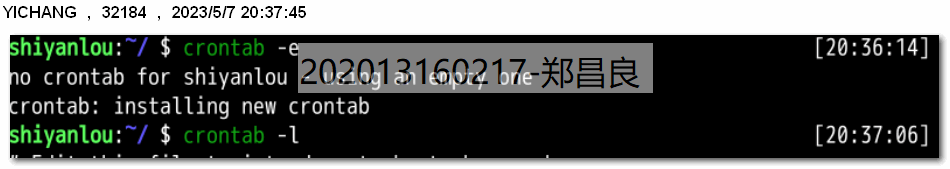 YICHANG , 32184 , 2023/5/7 20:37:45
shiyanlou:~/ $ crontab -e [20:36:14]
202013160217-郑昌良
no crontab for shiyanlou - using an empty one
crontab: installing new crontab
shiyanlou:~/ $ crontab -l [20:37:06]